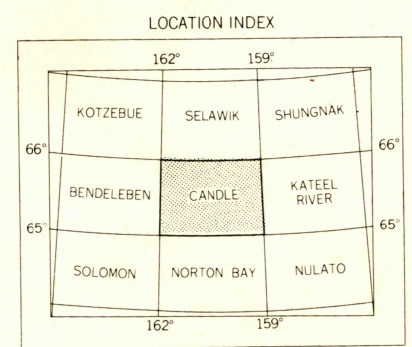 LOCATION INDEX
162° 159°
KOTZEBUE SELAWIK SHUNGNAK
66° 66°
BENDELEBEN CANDLE KATEEL RIVER
65° 65°
SOLOMON NORTON BAY NULATO
162° 159°